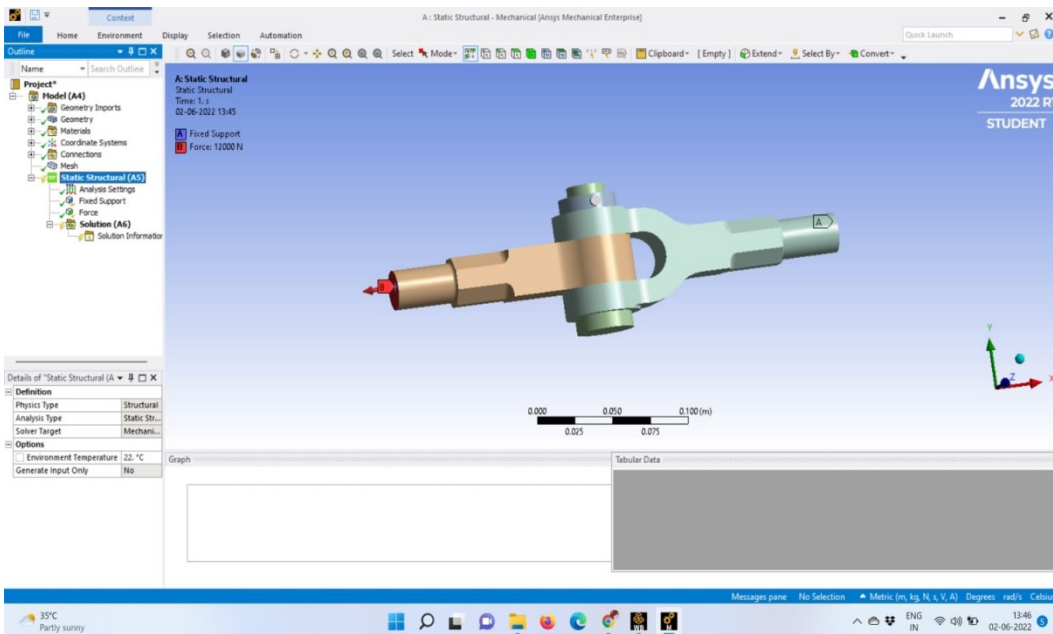 Context
A : Static Structural - Mechanical [Ansys Mechanical Enterprise]
File Home Environment Display Selection Automation
Quick Launch
Outline
Select Mode Clipboard [ Empty ] Extend Select By Convert
Name Search Outline
Project*
Model (A4)
Geometry Imports
Geometry
Materials
Coordinate Systems
Connections
Mesh
Static Structural (A5)
Analysis Settings
Fixed Support
Force
Solution (A6)
Solution Informatior
A: Static Structural
Static Structural
Time: 1. s
02-06-2022 13:45
A Fixed Support
B Force: 12000 N
Ansys
2022 R
STUDENT
A
B
Y
Z
X
0.000 0.050 0.100 (m)
0.025 0.075
Details of "Static Structural (A
Definition
Physics Type Structural
Analysis Type Static Str...
Solver Target Mechani...
Options
Environment Temperature 22. °C
Generate Input Only No
Graph
Tabular Data
Messages pane No Selection Metric (m, kg, N, s, V, A) Degrees rad/s Celsiu
35°C
Partly sunny
WB
M
ENG
IN
13:46
02-06-2022
5